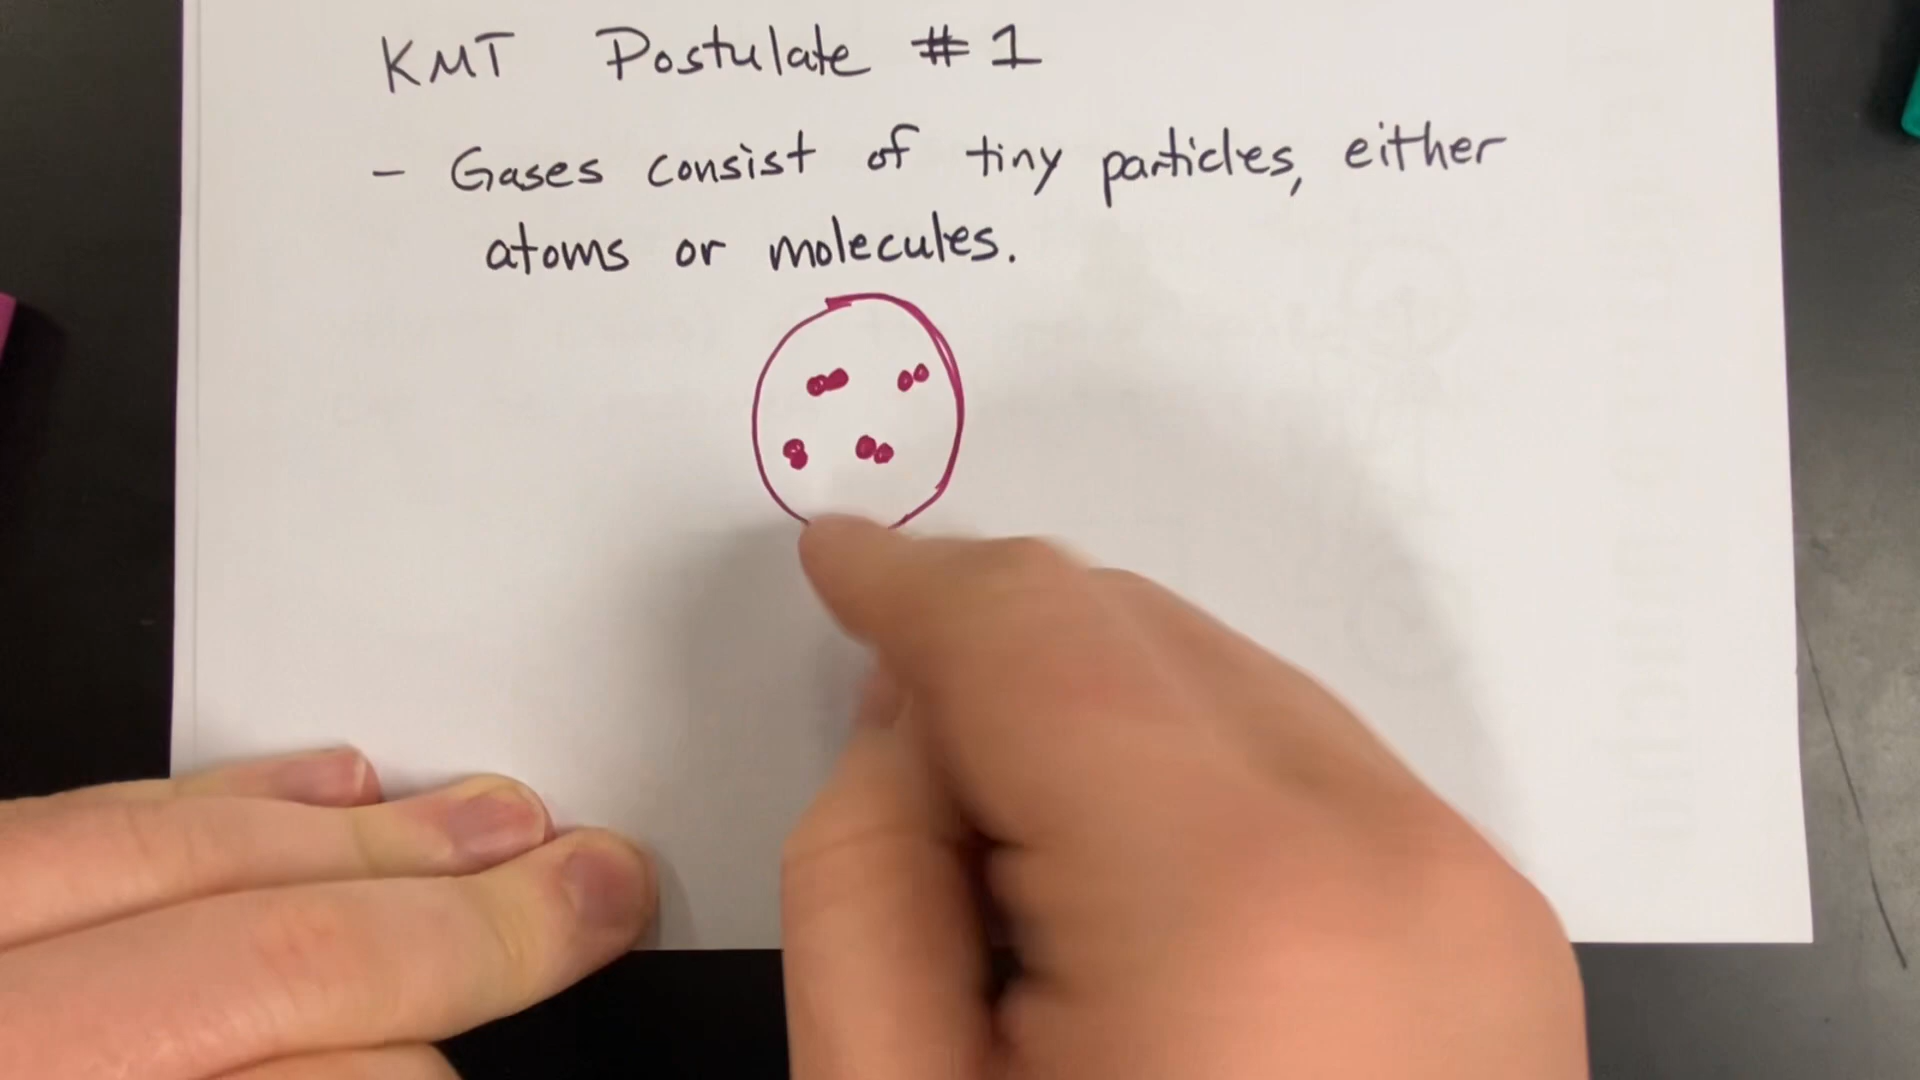 KMT Postulate #1
- Gases consist of tiny particles, either
atoms or molecules.